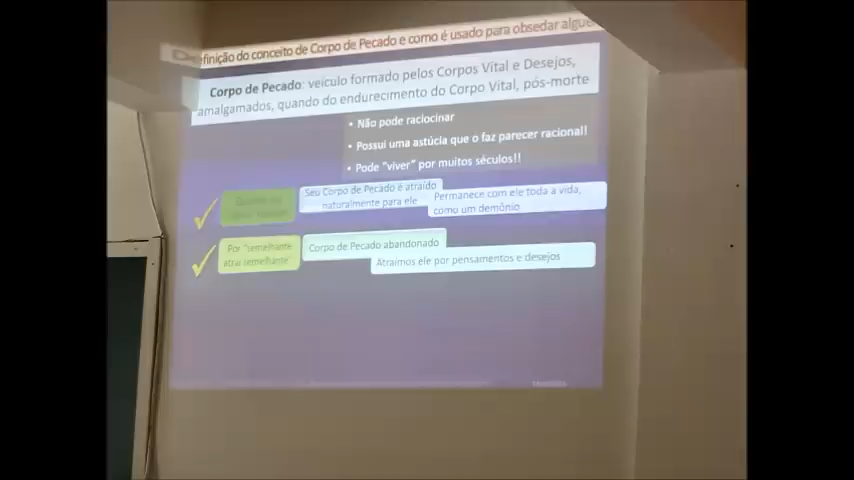 efinição do conceito de Corpo de Pecado e como é usado para obsedar algué
Corpo de Pecado: veículo formado pelos Corpos Vital e Desejos,
amalgamados, quando do endurecimento do Corpo Vital, pós-morte
• Não pode raciocinar
• Possui uma astúcia que o faz parecer racional!!
• Pode "viver" por muitos séculos!!
Seu Corpo de Pecado é atraído
naturalmente para ele
Permanece com ele toda a vida,
como um demônio
Por "semelhante
atrai semelhante"
Corpo de Pecado abandonado
Atraímos ele por pensamentos e desejos